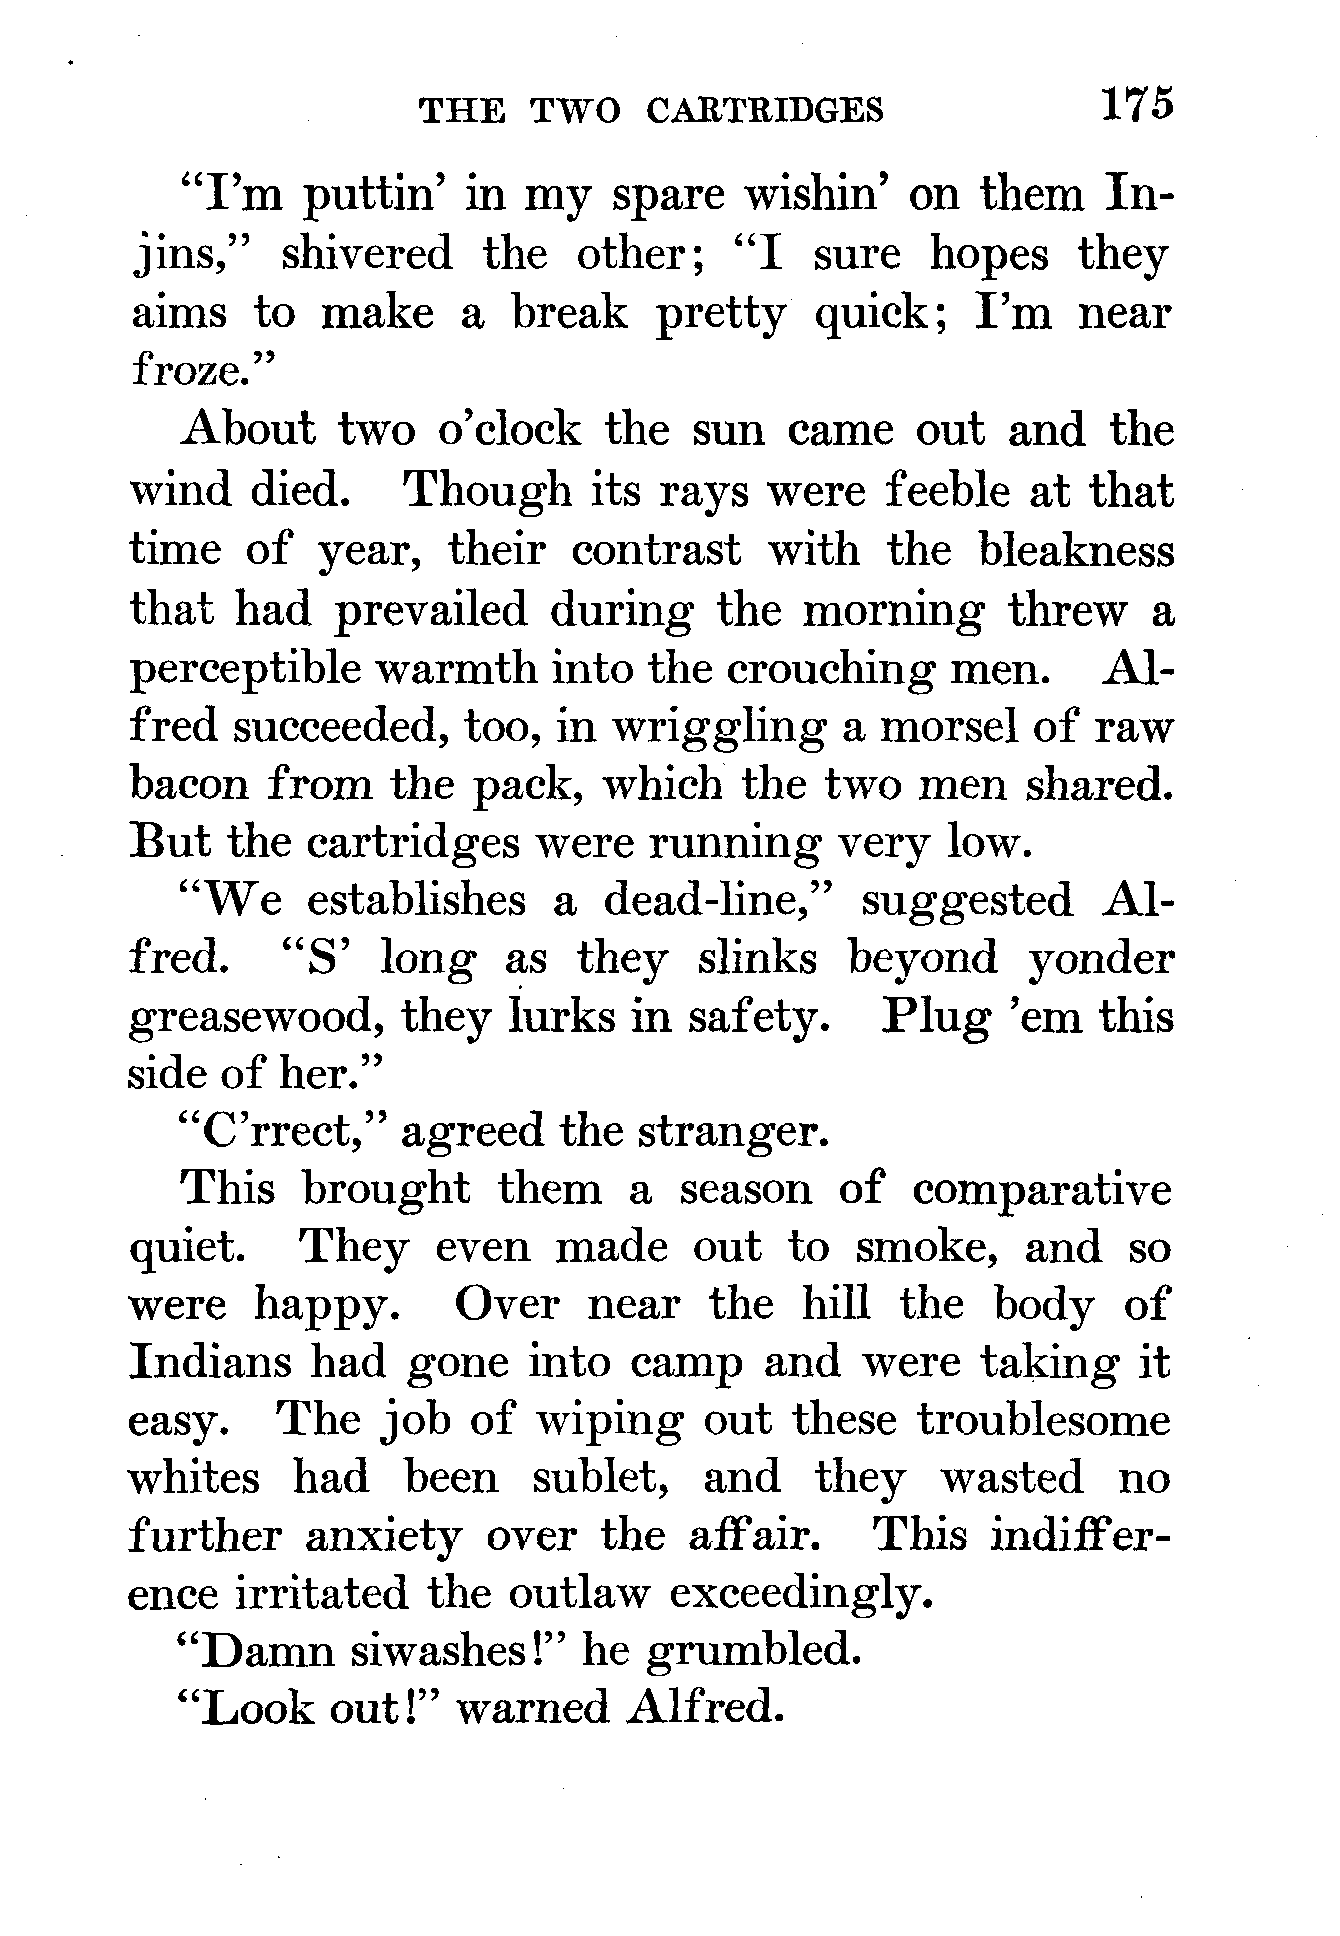 THE TWO CARTRIDGES 175
“I’m puttin’ in my spare wishin’ on them In-
jins,” shivered the other; “I sure hopes they
aims to make a break pretty quick; I’m near
froze.”
About two o’clock the sun came out and the
wind died. Though its rays were feeble at that
time of year, their contrast with the bleakness
that had prevailed during the morning threw a
perceptible warmth into the crouching men. Al-
fred succeeded, too, in wriggling a morsel of raw
bacon from the pack, which the two men shared.
But the cartridges were running very low.
“We establishes a dead-line,” suggested Al-
fred. “S’ long as they slinks beyond yonder
greasewood, they lurks in safety. Plug ’em this
side of her.”
“C’rrect,” agreed the stranger.
This brought them a season of comparative
quiet. They even made out to smoke, and so
were happy. Over near the hill the body of
Indians had gone into camp and were taking it
easy. The job of wiping out these troublesome
whites had been sublet, and they wasted no
further anxiety over the affair. This indiffer-
ence irritated the outlaw exceedingly.
“Damn siwashes!” he grumbled.
“Look out!” warned Alfred.